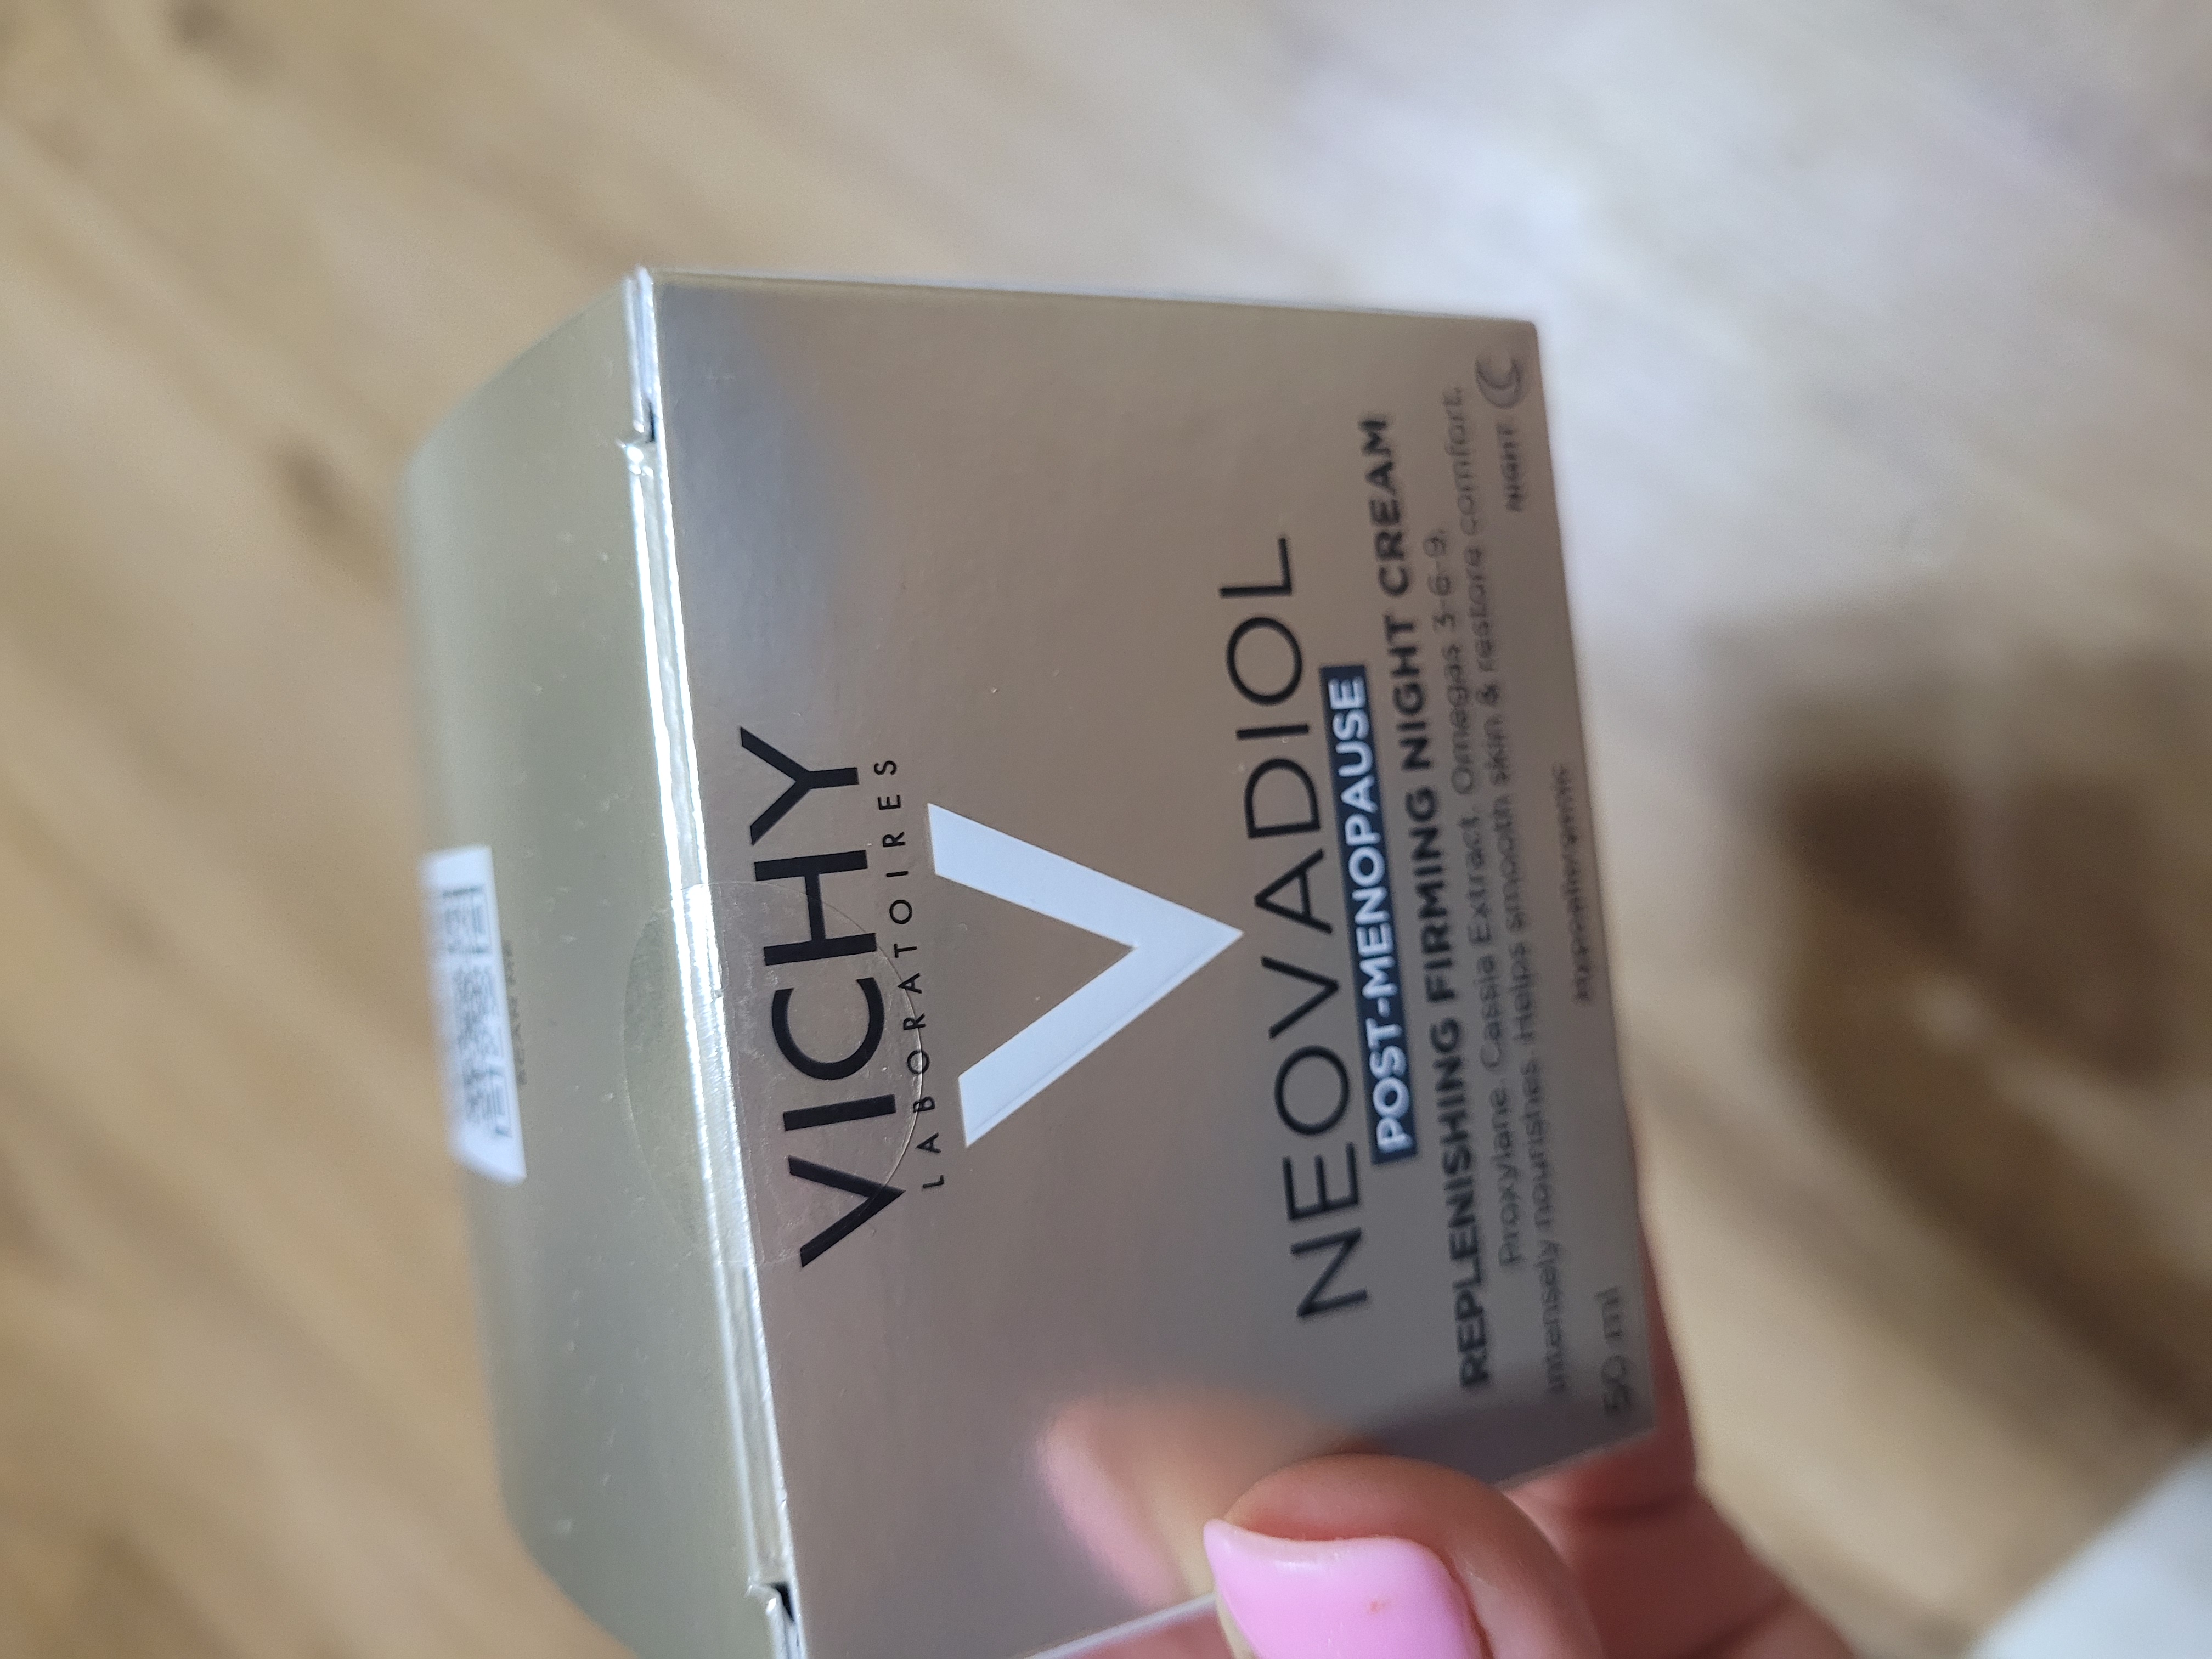 VICHY
LABORATOIRES
NEOVADIOL
POST-MENOPAUSE
REPLENISHING FIRMING NIGHT CREAM
Proxylane. Cassia Extract. Omegas 3-6-9.
Intensely nourishes. Helps smooth skin & restore comfort.
Hypoallergenic
50 ml
NIGHT